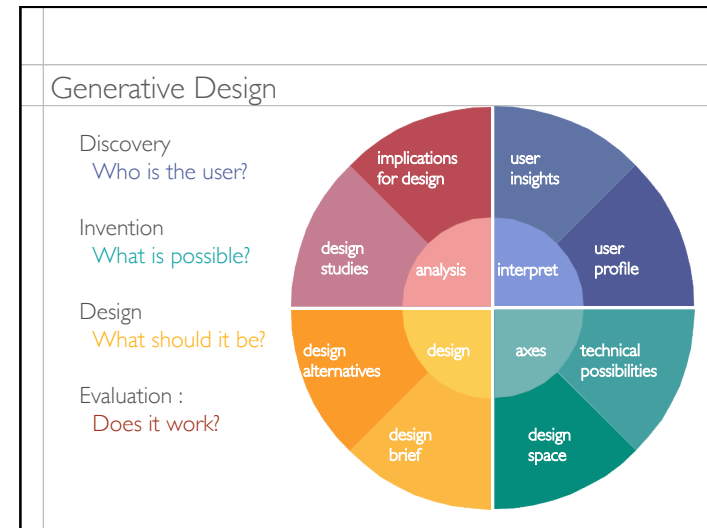 Generative Design
Discovery
Who is the user?
Invention
What is possible?
Design
What should it be?
Evaluation :
Does it work?
implications
for design
user
insights
design
studies
analysis
interpret
user
profile
design
alternatives
design
axes
technical
possibilities
design
brief
design
space